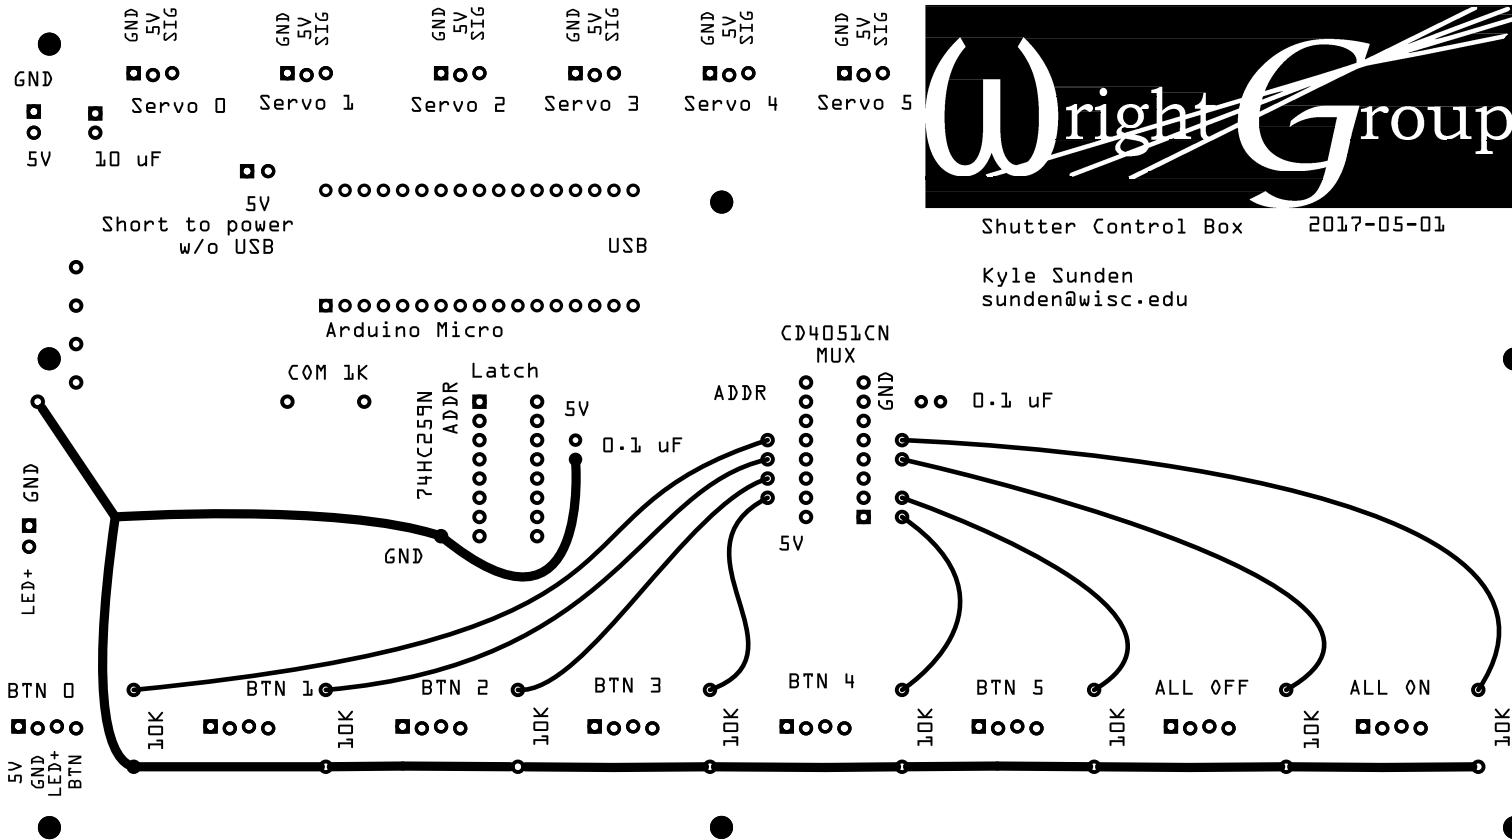 GND 5V SIG
GND 5V SIG
GND 5V SIG
GND 5V SIG
GND 5V SIG
GND 5V SIG
Wright Group
GND
Servo 0
Servo 1
Servo 2
Servo 3
Servo 4
Servo 5
5V
10 uF
5V
Short to power
w/o USB
USB
Shutter Control Box
2017-05-01
Kyle Sunden
sunden@wisc.edu
Arduino Micro
CD4051CN
MUX
COM 1K
Latch
74HC259N
ADDR
5V
0.1 uF
ADDR
GND
0.1 uF
GND
LED+
GND
5V
BTN 0
BTN 1
BTN 2
BTN 3
BTN 4
BTN 5
ALL OFF
ALL ON
10K
10K
10K
10K
10K
10K
10K
10K
5V
GND
LED+
BTN